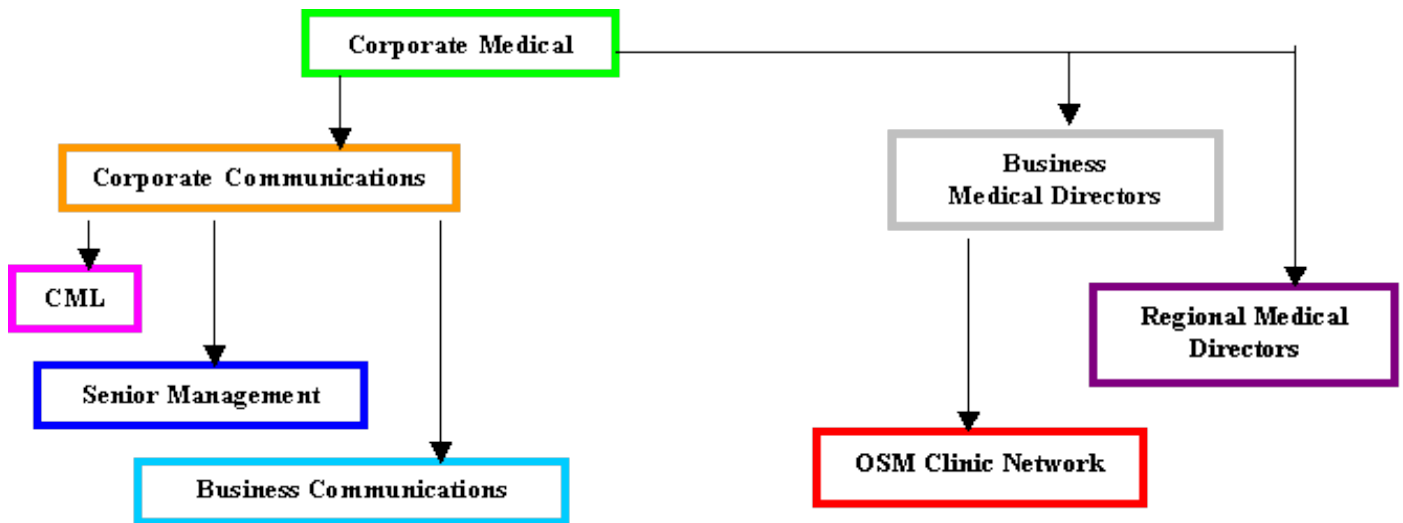 Corporate Medical
Corporate Communications
Business
Medical Directors
CML
Regional Medical
Directors
Senior Management
OSM Clinic Network
Business Communications